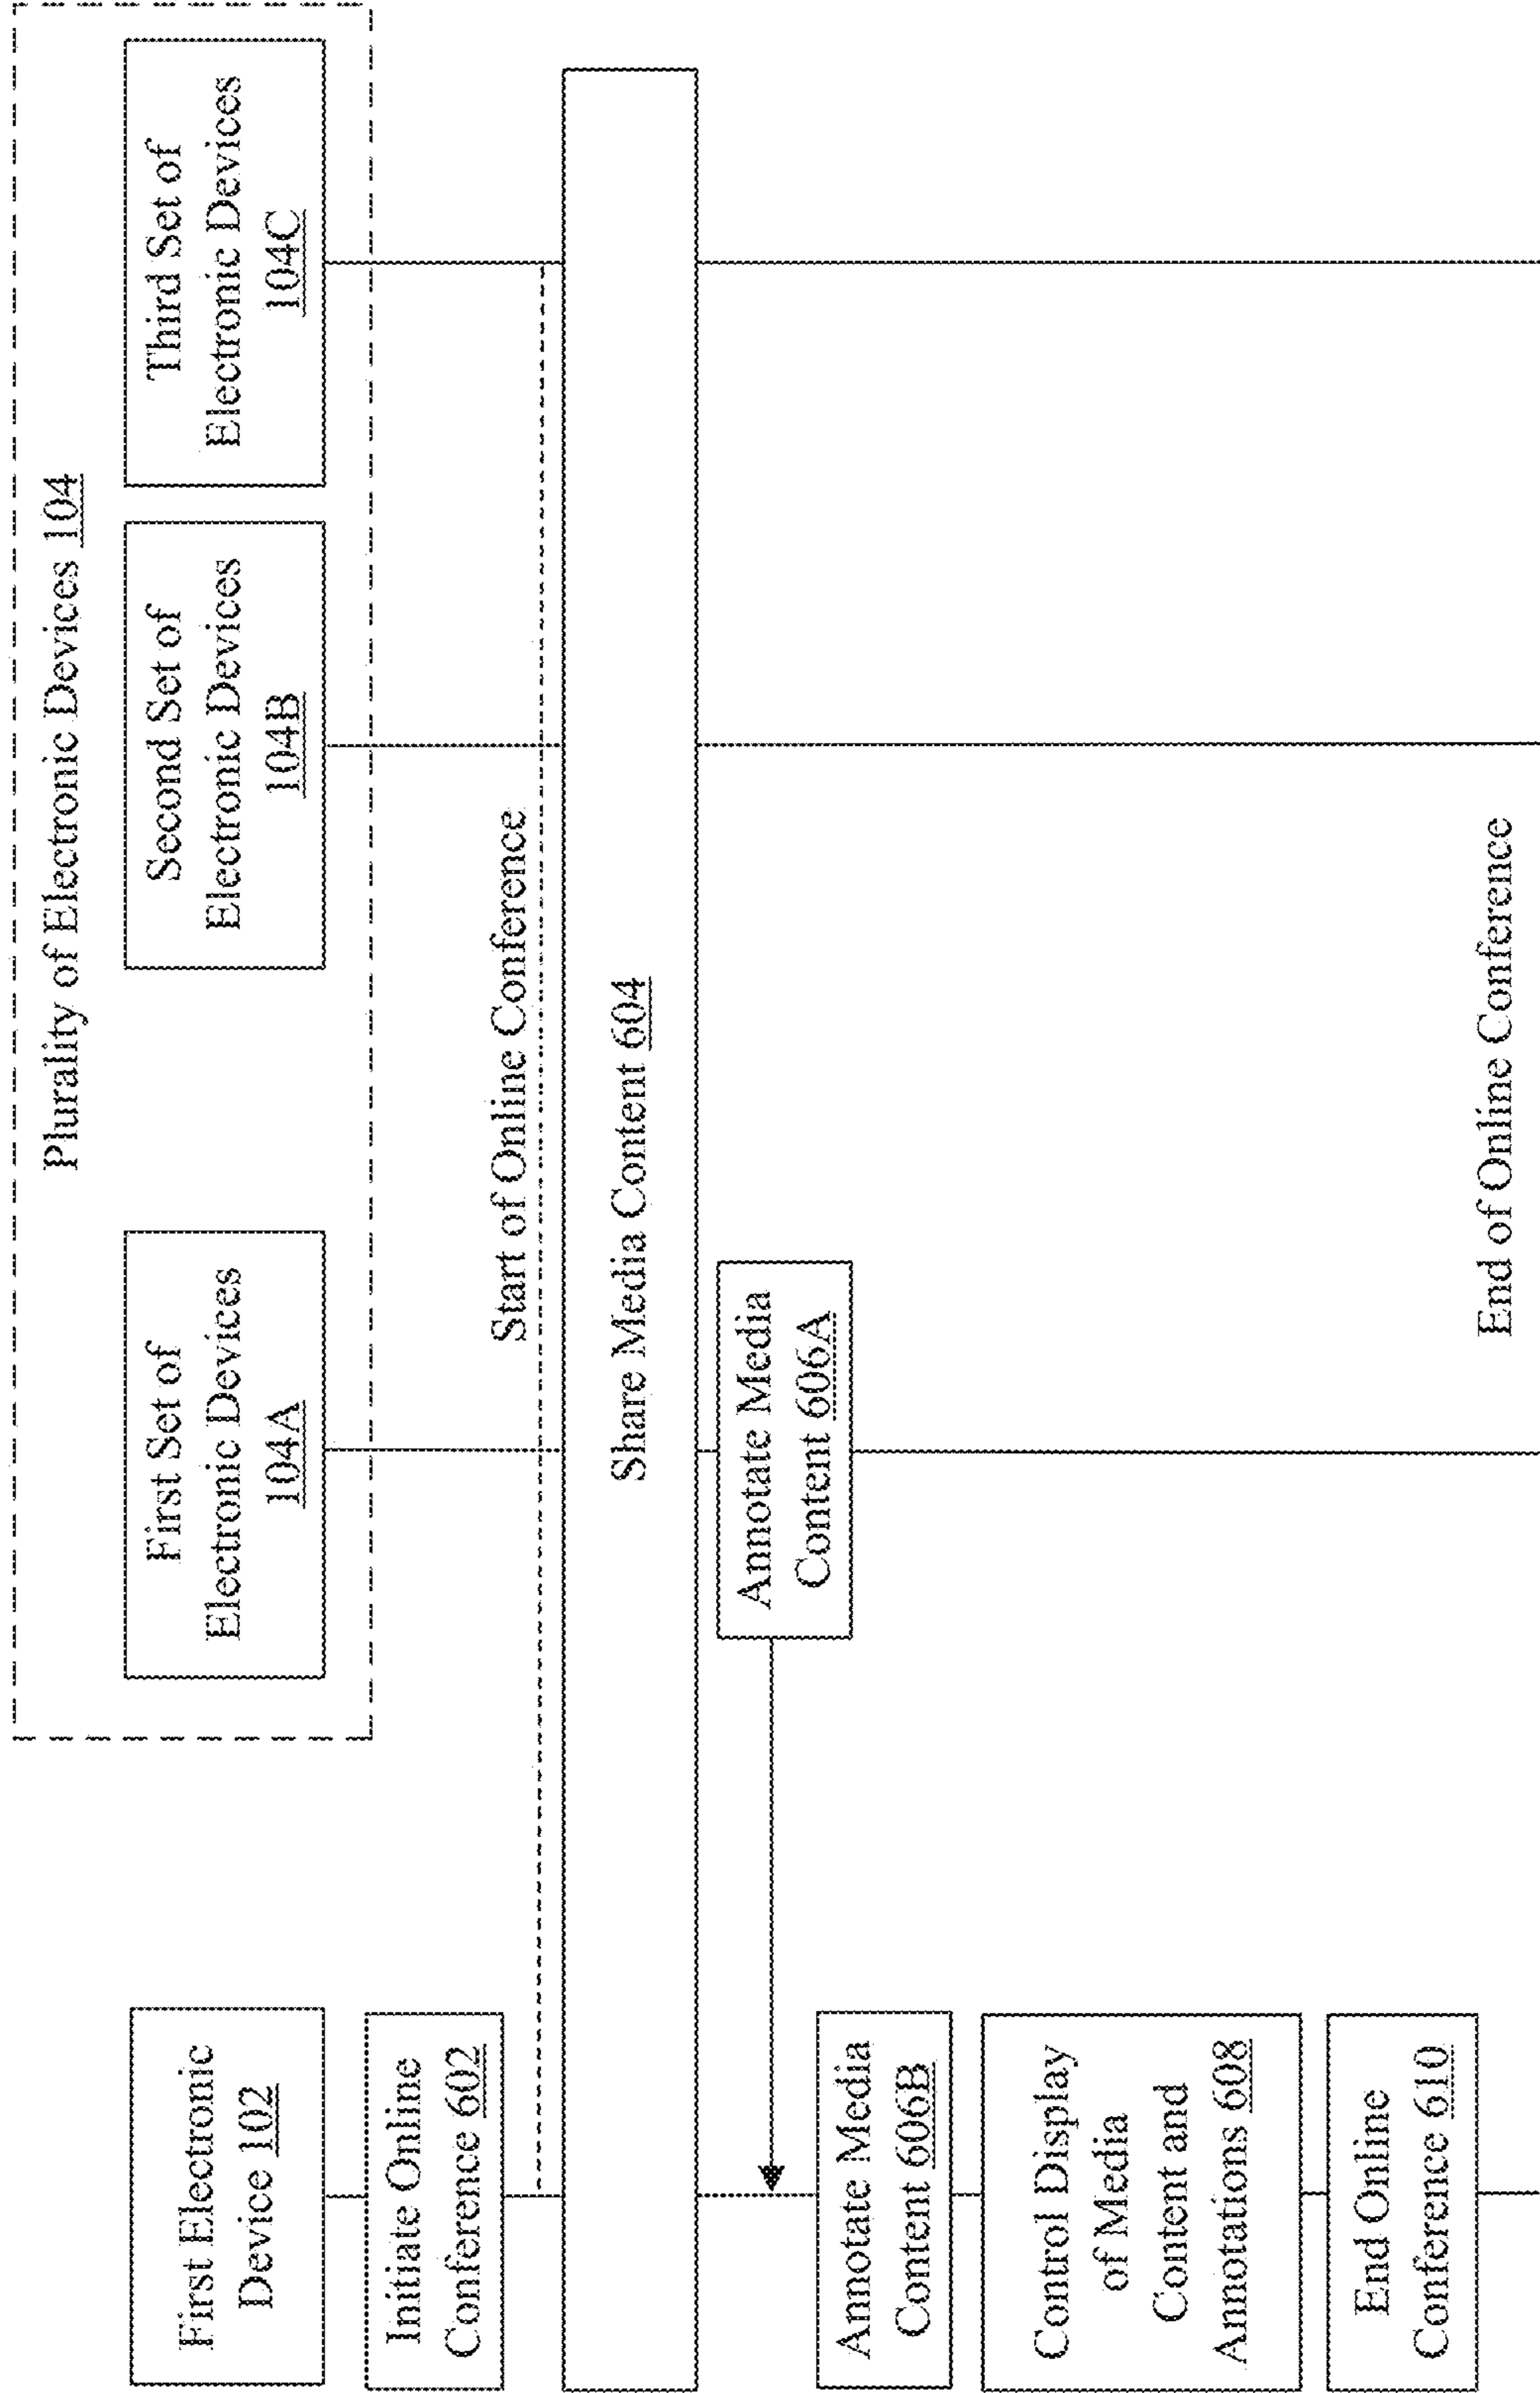 Plurality of Electronic Devices 104
First Electronic
Device 102
First Set of
Electronic Devices
104A
Second Set of
Electronic Devices
104B
Third Set of
Electronic Devices
104C
Initiate Online
Conference 602
Start of Online Conference
Share Media Content 604
Annotate Media
Content 606A
Annotate Media
Content 606B
Control Display
of Media
Content and
Annotations 608
End Online
Conference 610
End of Online Conference